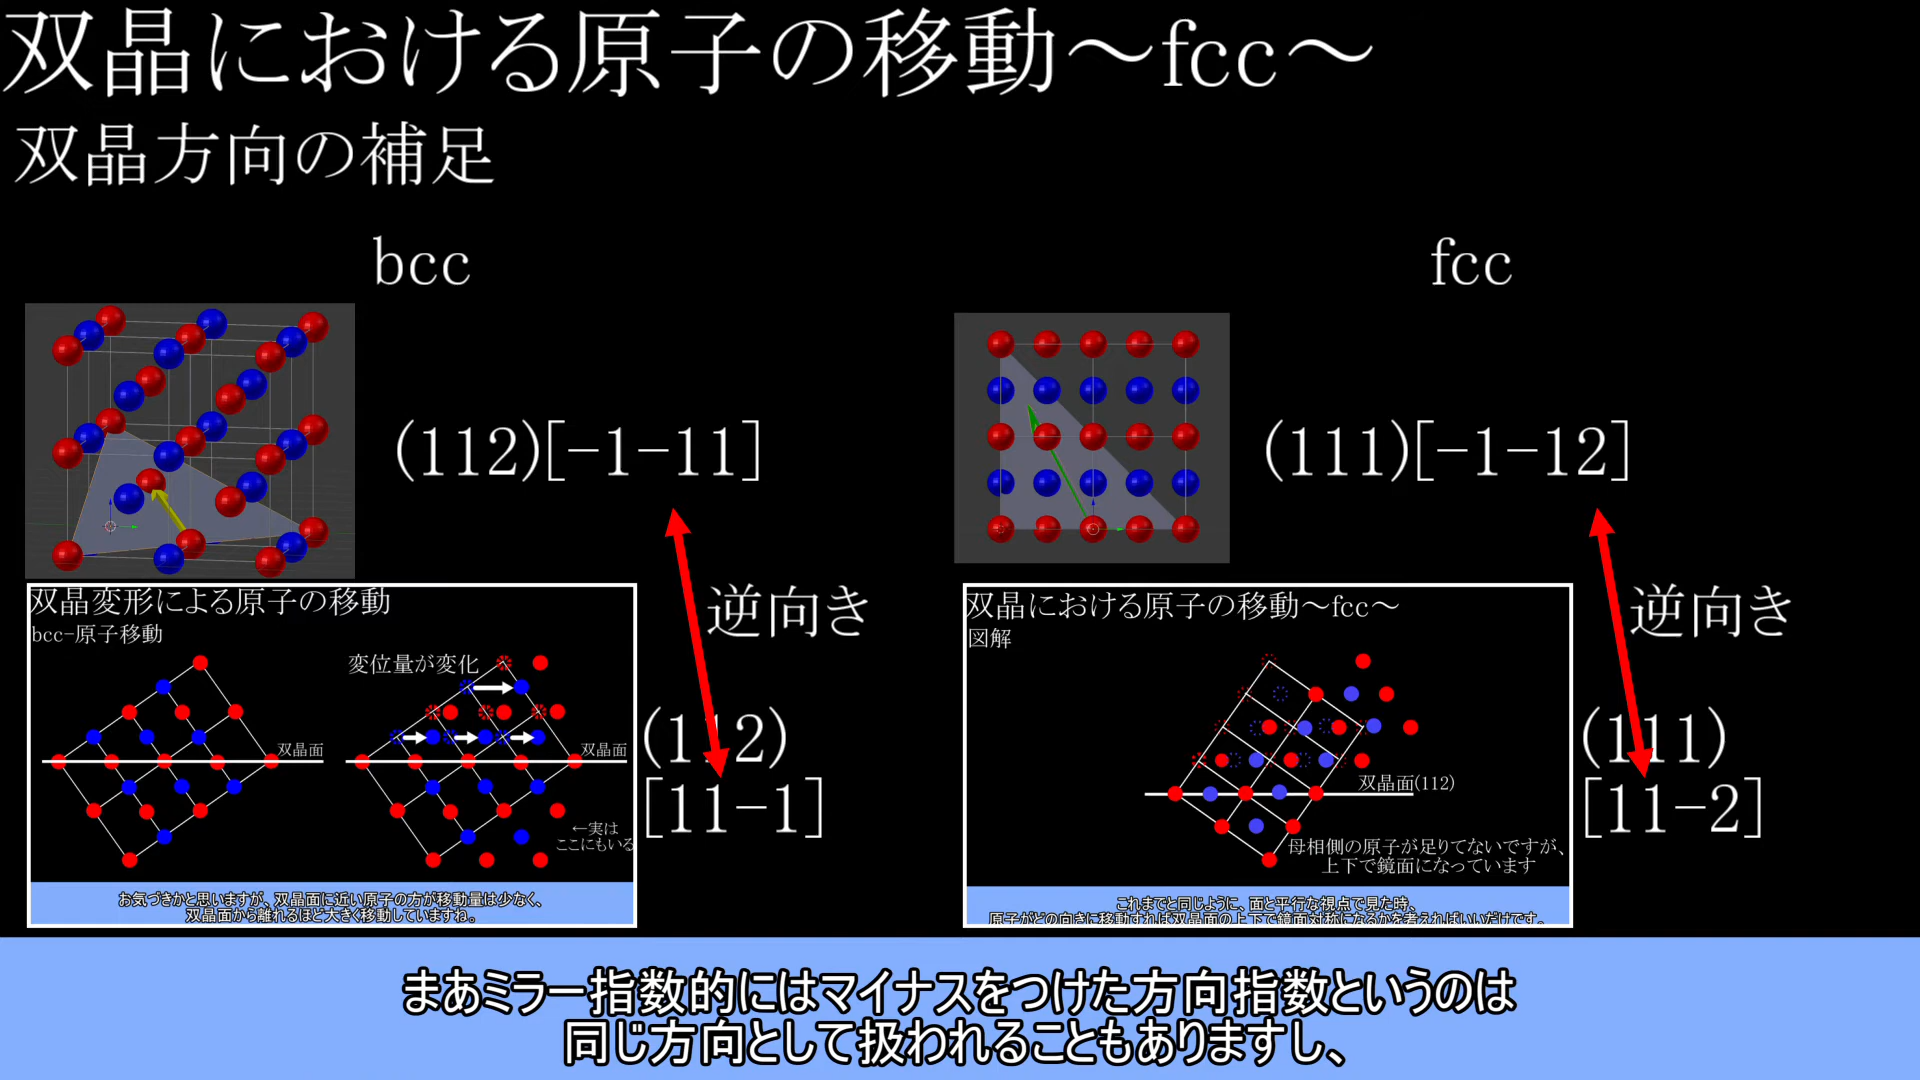 双晶における原子の移動～fcc～
双晶方向の補足
bcc
fcc
(112)[-1-11]
(111)[-1-12]
逆向き
逆向き
双晶変形による原子の移動
bcc-原子移動
変位量が変化
双晶面
双晶面
←実は
ここにもいる
お気づきかと思いますが、双晶面に近い原子の方が移動量は少なく、
双晶面から離れるほど大きく移動していますね。
(112)
[11-1]
双晶における原子の移動～fcc～
図解
双晶面(112)
母相側の原子が足りてないですが、
上下で鏡面になっています
これまでと同じように、面と平行な視点で見た時、
原子がどの向きに移動すれば双晶面の上下で鏡面対称になるかを考えればいいだけです。
(111)
[11-2]
まあミラー指数的にはマイナスをつけた方向指数というのは
同じ方向として扱われることもありますし、